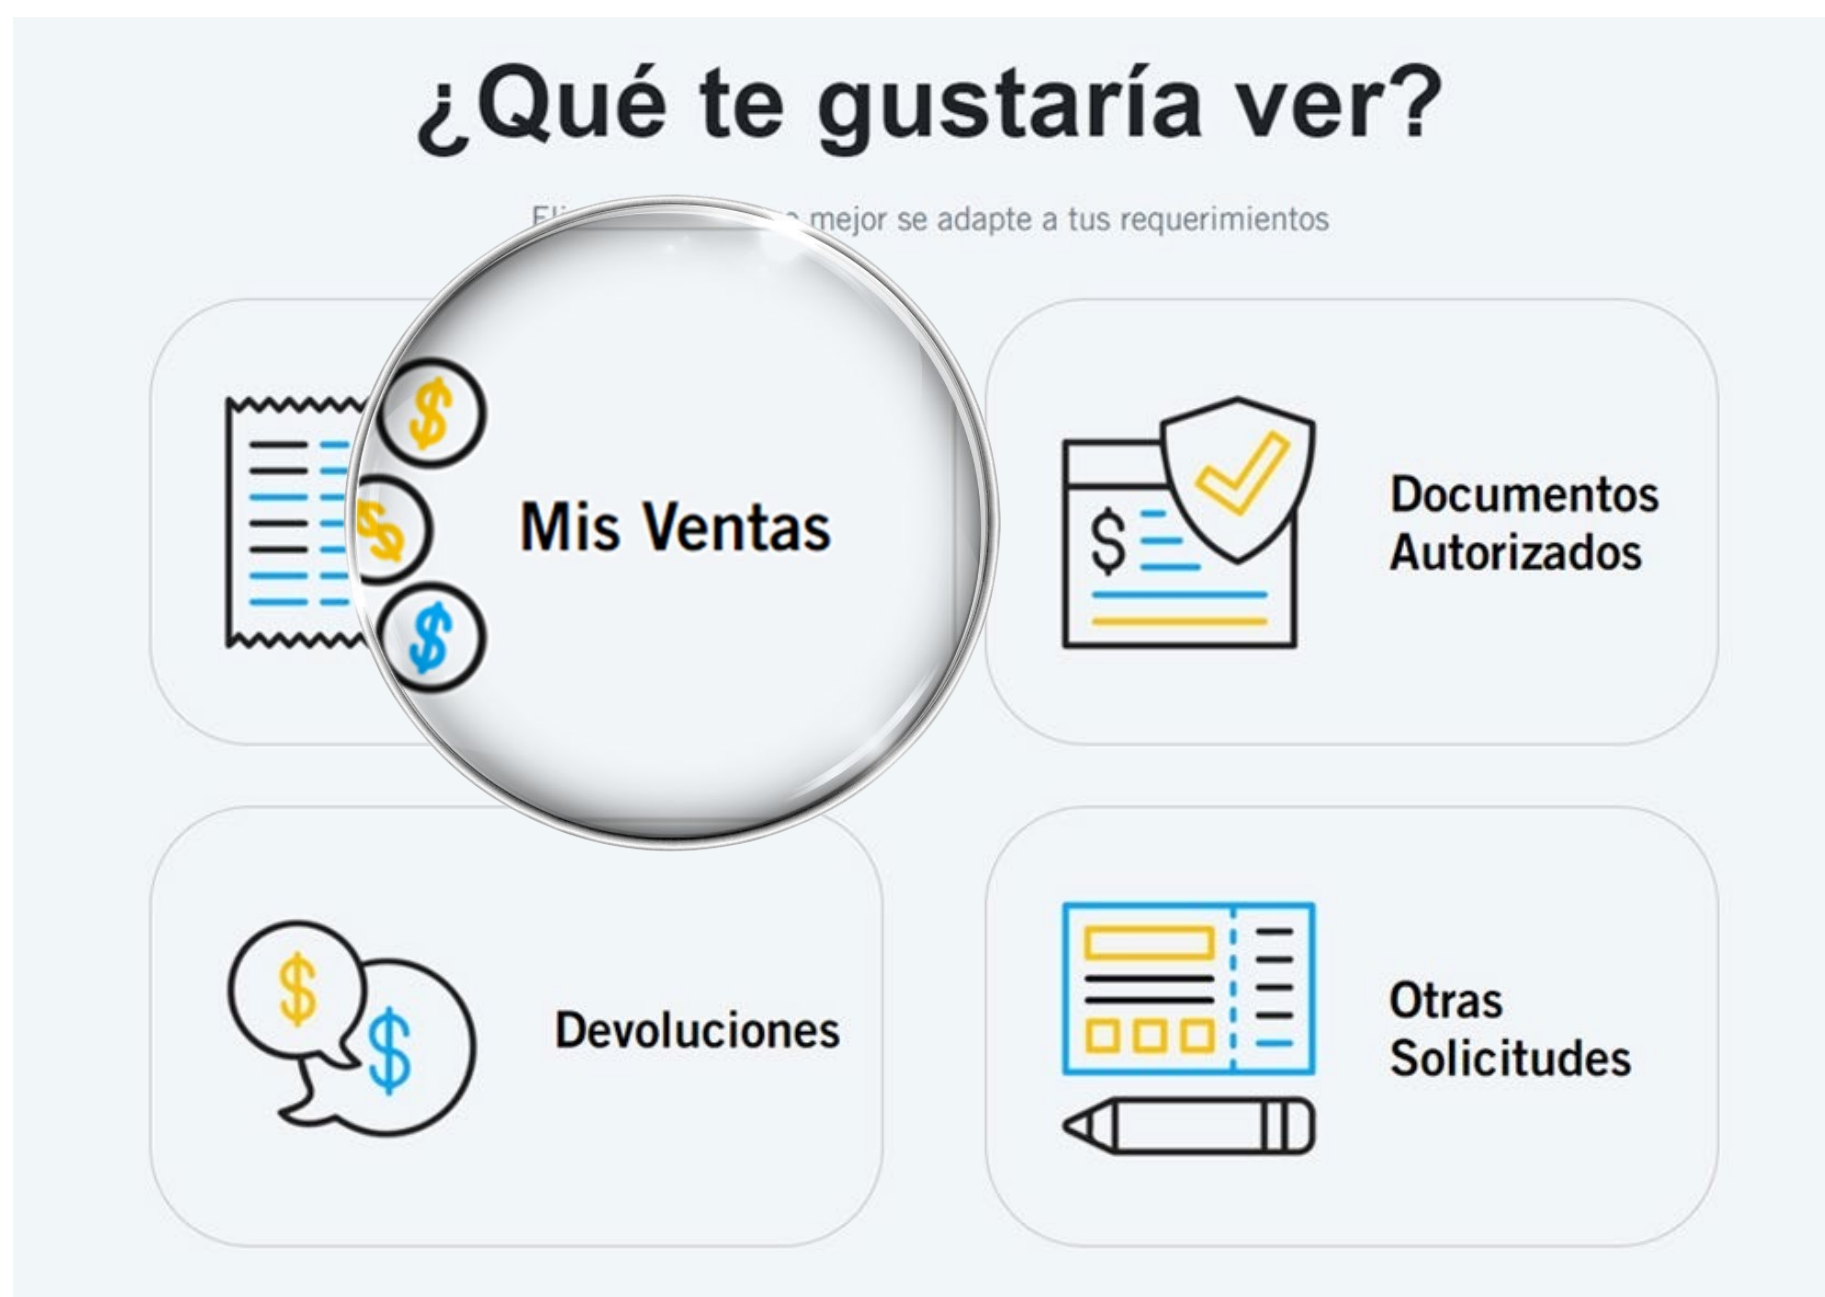 ¿Qué te gustaría ver?
mejor se adapte a tus requerimientos
$
$
$
Mis Ventas
$
Documentos
Autorizados
$
$
Devoluciones
Otras
Solicitudes